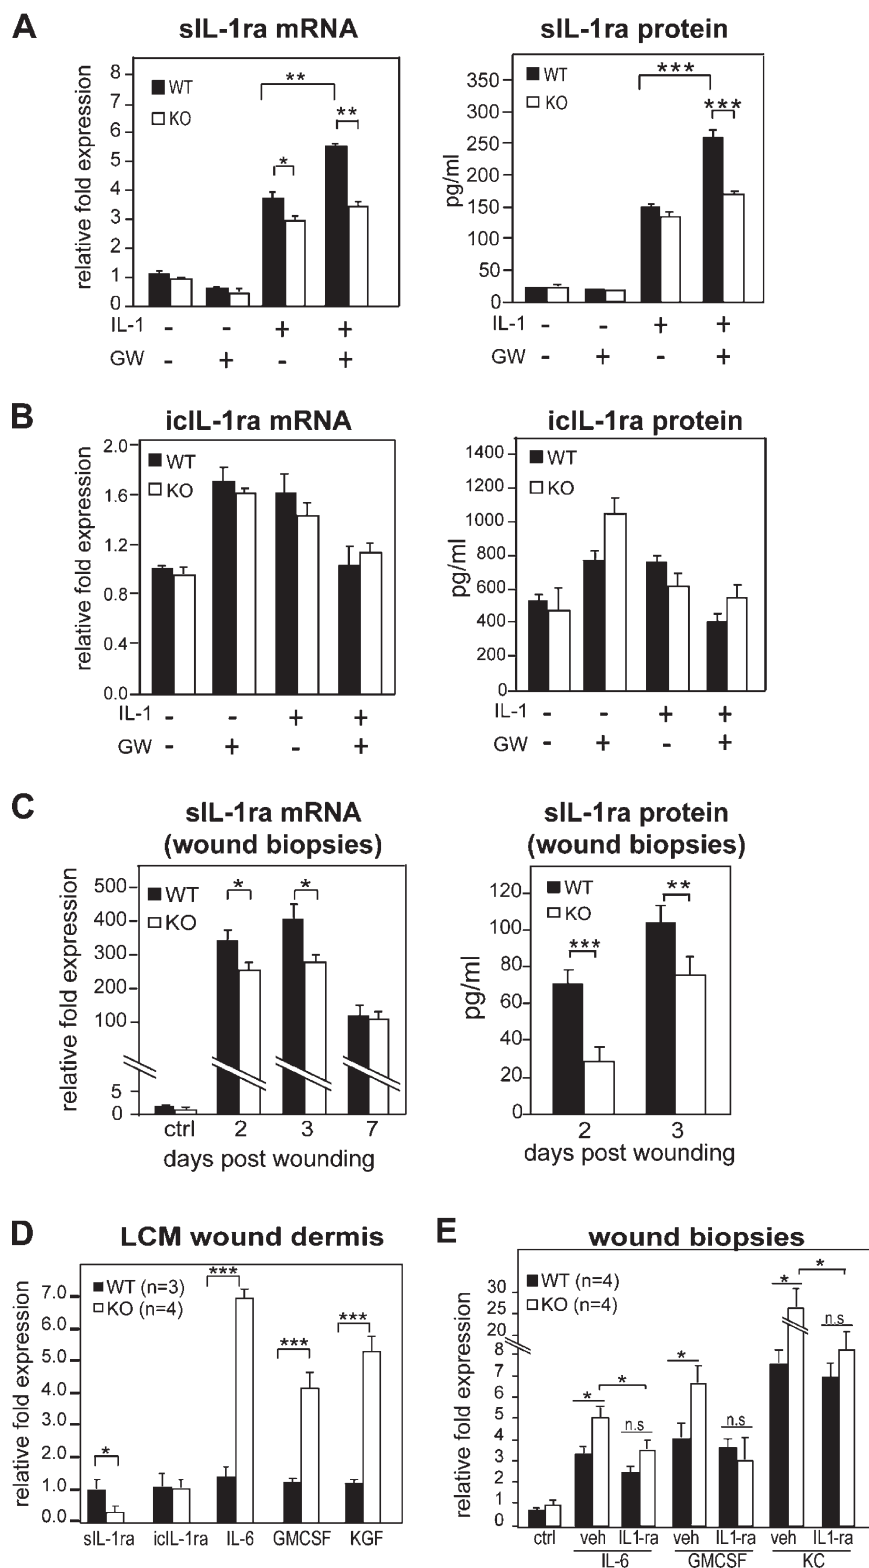 A
sIL-1ra mRNA
sIL-1ra protein
relative fold expression
8
7
6
5
4
3
2
1
0
WT
KO
**
**
*
IL-1 - - + +
GW - + - +
pg/ml
350
300
250
200
150
100
50
0
WT
KO
***
***
- - + +
- + - +
B
icIL-1ra mRNA
icIL-1ra protein
relative fold expression
2.0
1.6
1.2
0.8
0.4
0.0
WT
KO
IL-1 - - + +
GW - + - +
pg/ml
1400
1200
1000
800
600
400
200
0
WT
KO
- - + +
- + - +
C
sIL-1ra mRNA
(wound biopsies)
sIL-1ra protein
(wound biopsies)
relative fold expression
500
400
300
200
100
5
0
WT
KO
*
*
ctrl 2 3 7
days post wounding
pg/ml
120
100
80
60
40
20
0
WT
KO
***
**
2 3
days post wounding
D
LCM wound dermis
relative fold expression
7.0
6.0
5.0
4.0
3.0
2.0
1.0
0.0
WT (n=3)
KO (n=4)
*
***
***
***
sIL-1ra icIL-1ra IL-6 GMCSF KGF
E
wound biopsies
relative fold expression
30
25
20
8
7
6
5
4
3
2
1
0
WT (n=4)
KO (n=4)
*
*
n.s
*
n.s
*
*
n.s
ctrl veh IL1-ra veh IL1-ra veh IL1-ra
IL-6 GMCSF KC